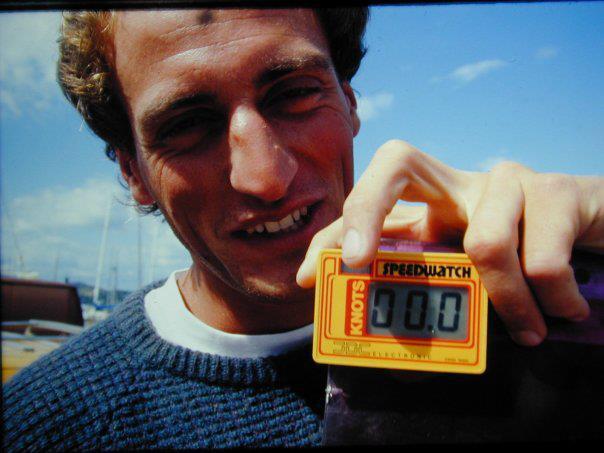 SPEEDWATCH
KNOTS
00.0
ELECTRONIC